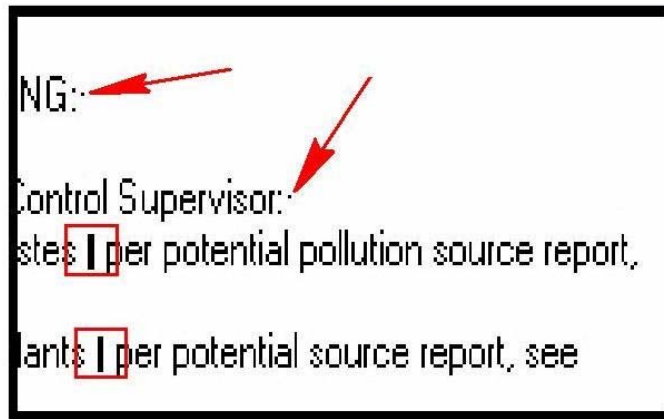 NG:·
Control Supervisor:·
stes | per potential pollution source report,
lants | per potential source report, see